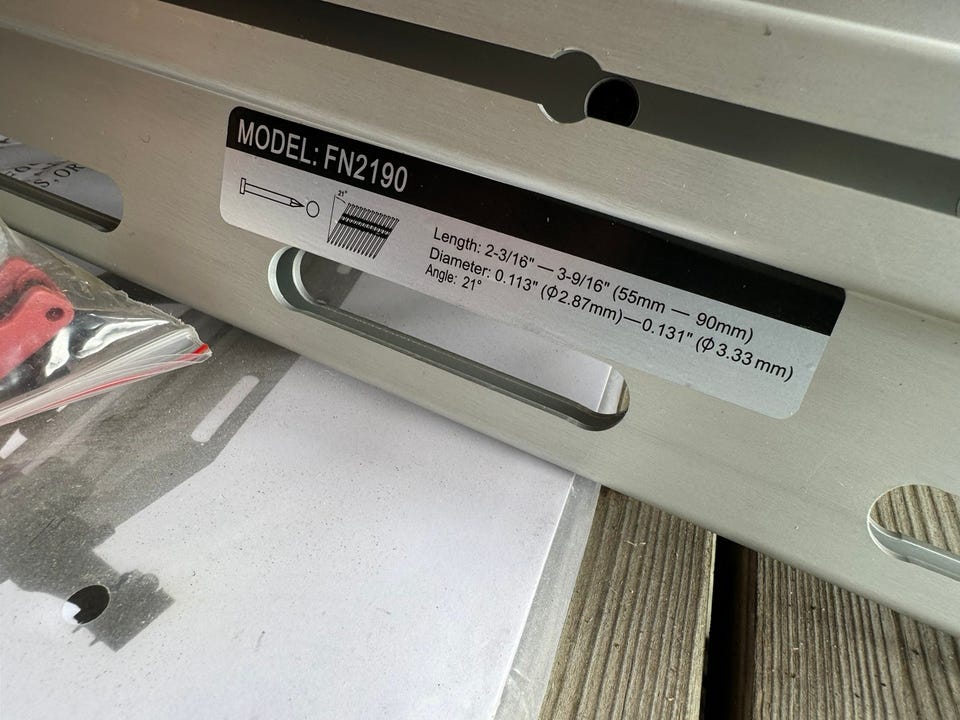 MODEL: FN2190
21°
Length: 2-3/16" — 3-9/16" (55mm — 90mm)
Diameter: 0.113" (Φ2.87mm)—0.131" (Φ3.33mm)
Angle: 21°
S, OR